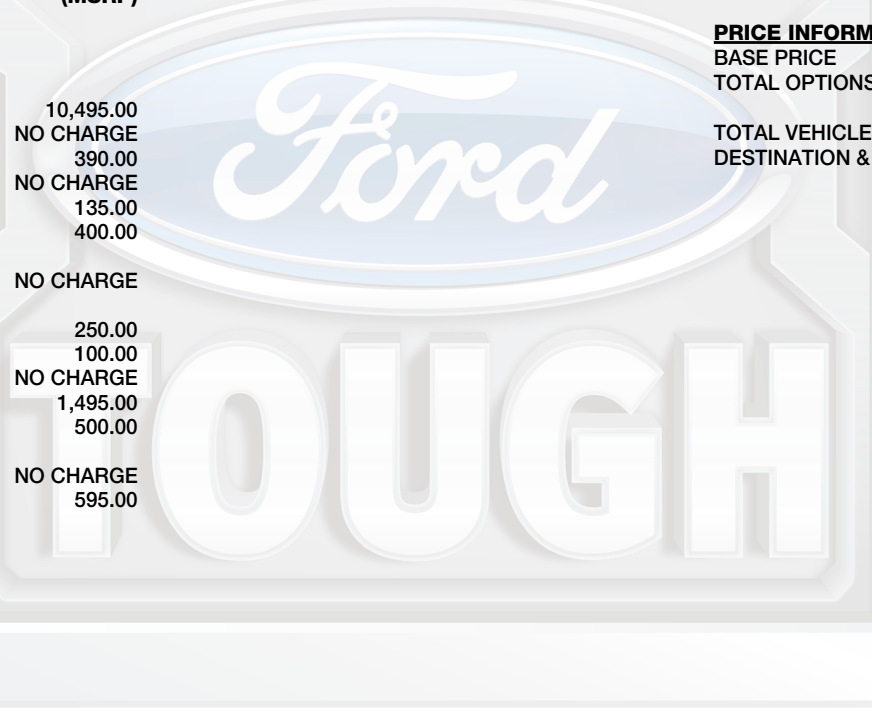 (MSRP)
10,495.00
NO CHARGE
390.00
NO CHARGE
135.00
400.00
NO CHARGE
250.00
100.00
NO CHARGE
1,495.00
500.00
NO CHARGE
595.00
PRICE INFORM
BASE PRICE
TOTAL OPTIONS
TOTAL VEHICLE
DESTINATION &
Ford
TOUGH